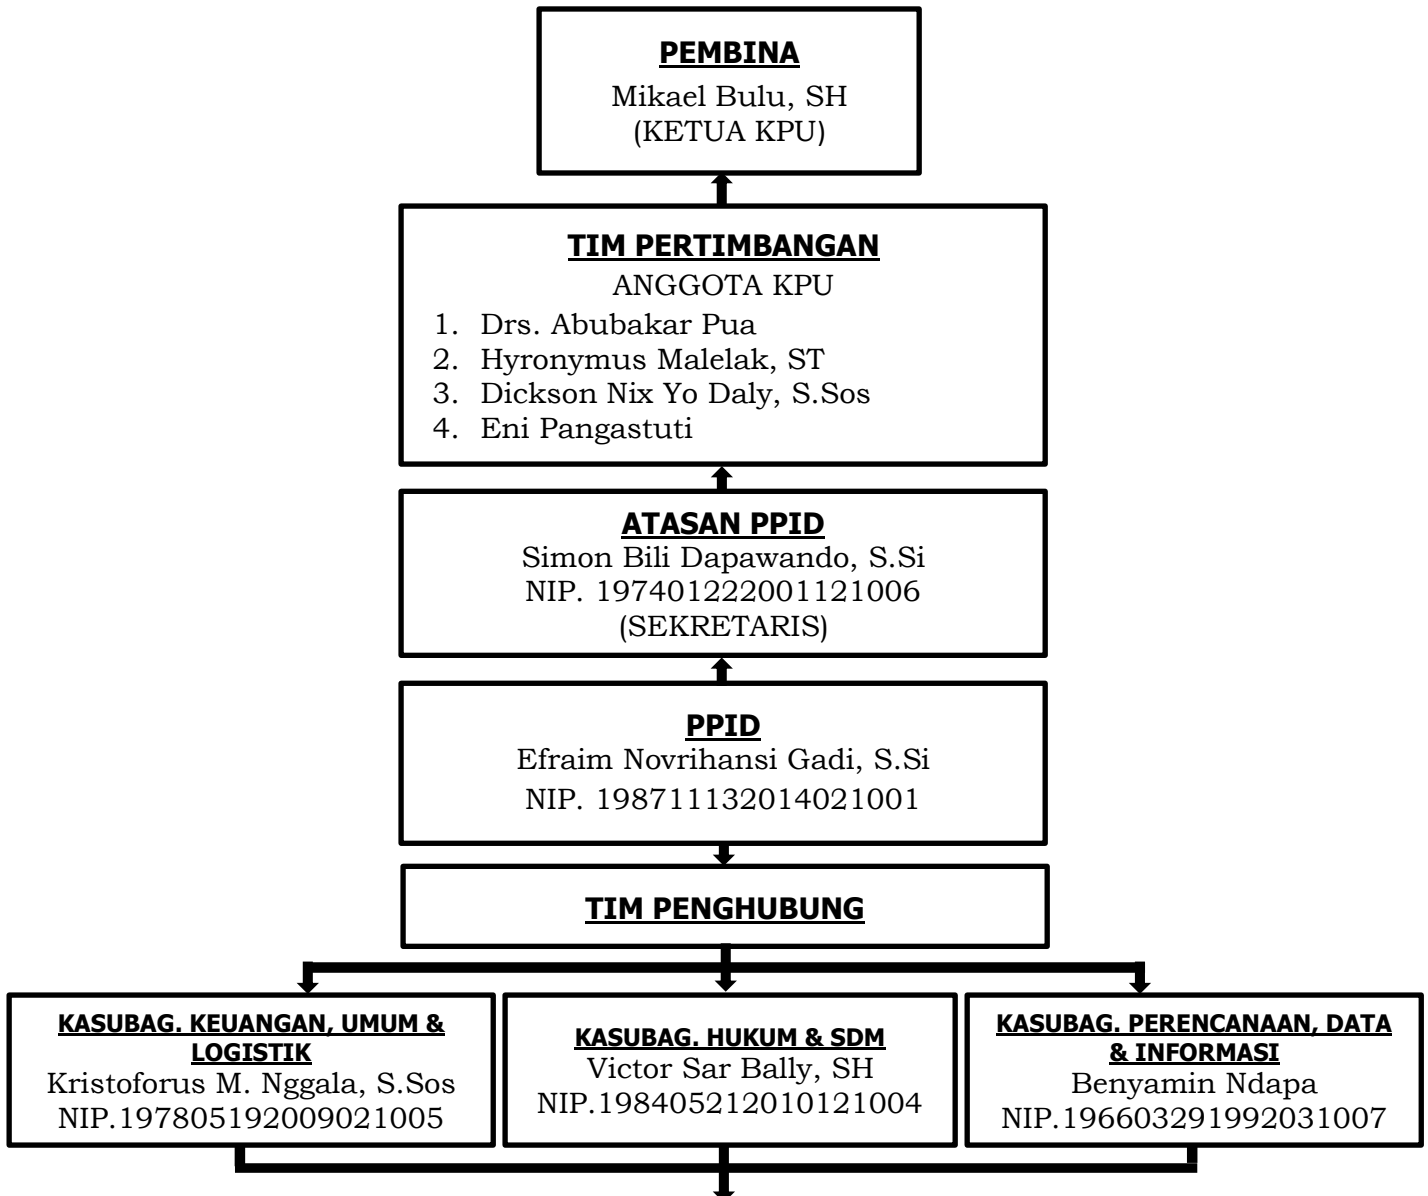 PEMBINA
Mikael Bulu, SH
(KETUA KPU)
TIM PERTIMBANGAN
ANGGOTA KPU
1. Drs. Abubakar Pua
2. Hyronymus Malelak, ST
3. Dickson Nix Yo Daly, S.Sos
4. Eni Pangastuti
ATASAN PPID
Simon Bili Dapawando, S.Si
NIP. 197401222001121006
(SEKRETARIS)
PPID
Efraim Novrihansi Gadi, S.Si
NIP. 198711132014021001
TIM PENGHUBUNG
KASUBAG. KEUANGAN, UMUM &
LOGISTIK
Kristoforus M. Nggala, S.Sos
NIP.197805192009021005
KASUBAG. HUKUM & SDM
Victor Sar Bally, SH
NIP.198405212010121004
KASUBAG. PERENCANAAN, DATA
& INFORMASI
Benyamin Ndapa
NIP.196603291992031007